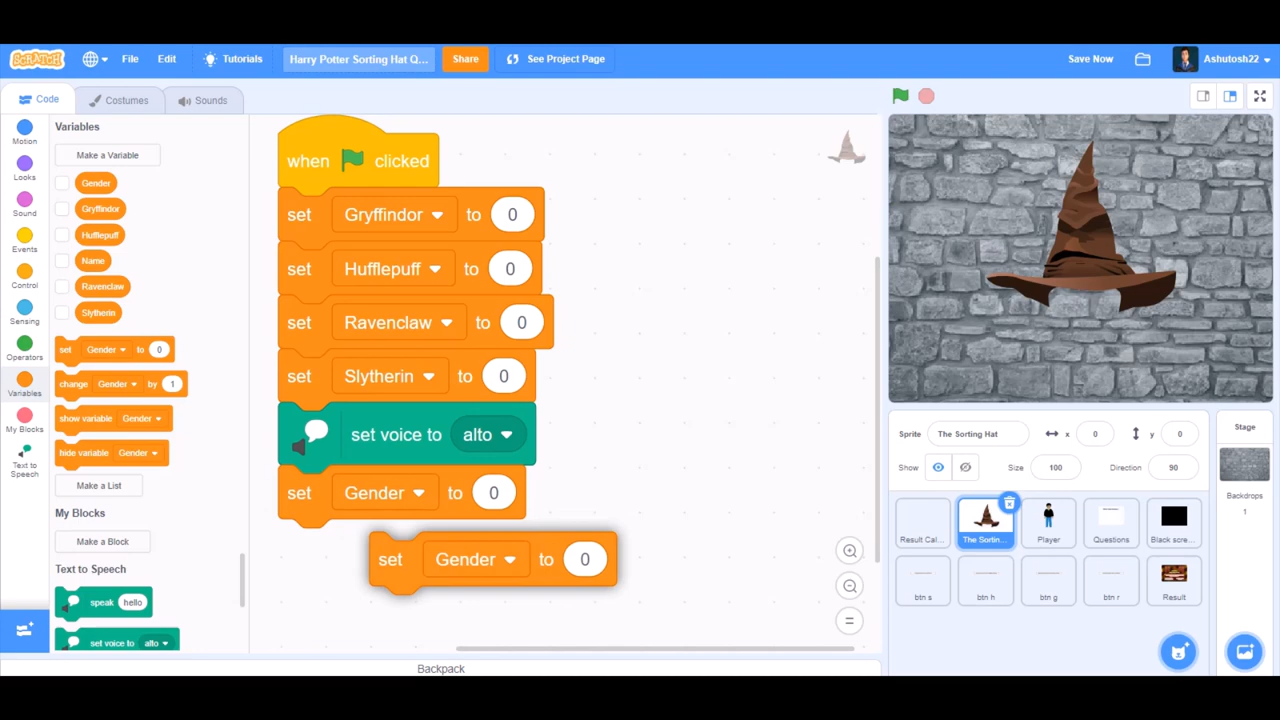 SCRATCH File Edit Tutorials Harry Potter Sorting Hat Q... Share See Project Page Save Now Ashutosh22
Code Costumes Sounds
Motion
Looks
Sound
Events
Control
Sensing
Operators
Variables
My Blocks
Text to
Speech
Variables
Make a Variable
Gender
Gryffindor
Hufflepuff
Name
Ravenclaw
Slytherin
set Gender to 0
change Gender by 1
show variable Gender
hide variable Gender
Make a List
My Blocks
Make a Block
Text to Speech
speak hello
set voice to alto
when clicked
set Gryffindor to 0
set Hufflepuff to 0
set Ravenclaw to 0
set Slytherin to 0
set voice to alto
set Gender to 0
set Gender to 0
Backpack
Sprite The Sorting Hat x 0 y 0
Show Size 100 Direction 90
Result Cal... The Sortin... Player Questions Black scre...
btn s btn h btn g btn r Result
Stage
Backdrops
1